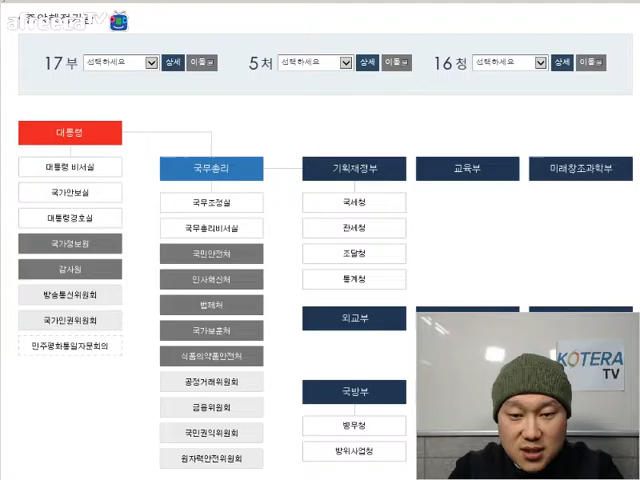 중앙행정기관
afreecaTV
17부 선택하세요 상세 이동
5처 선택하세요 상세 이동
16청 선택하세요 상세 이동
대통령
대통령 비서실
국가안보실
대통령경호실
국가정보원
감사원
방송통신위원회
국가인권위원회
민주평화통일자문회의
국무총리
국무조정실
국무총리비서실
국민안전처
인사혁신처
법제처
국가보훈처
식품의약품안전처
공정거래위원회
금융위원회
국민권익위원회
원자력안전위원회
기획재정부
국세청
관세청
조달청
통계청
외교부
국방부
병무청
방위사업청
교육부
미래창조과학부
KOTERA
TV